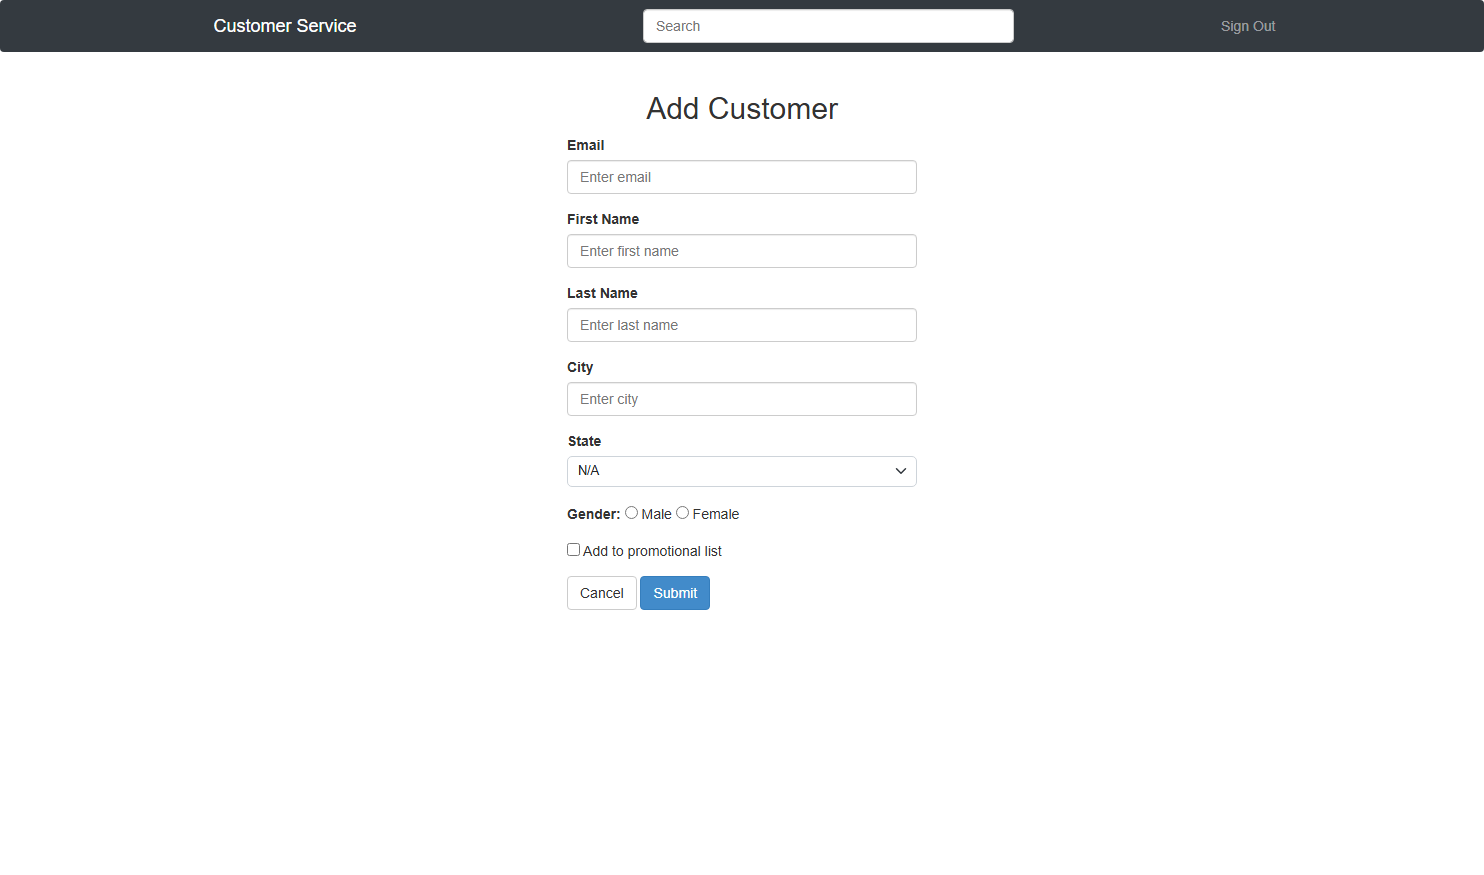 Customer Service Search Sign Out
Add Customer
Email
Enter email
First Name
Enter first name
Last Name
Enter last name
City
Enter city
State
N/A
Gender: Male Female
Add to promotional list
Cancel Submit